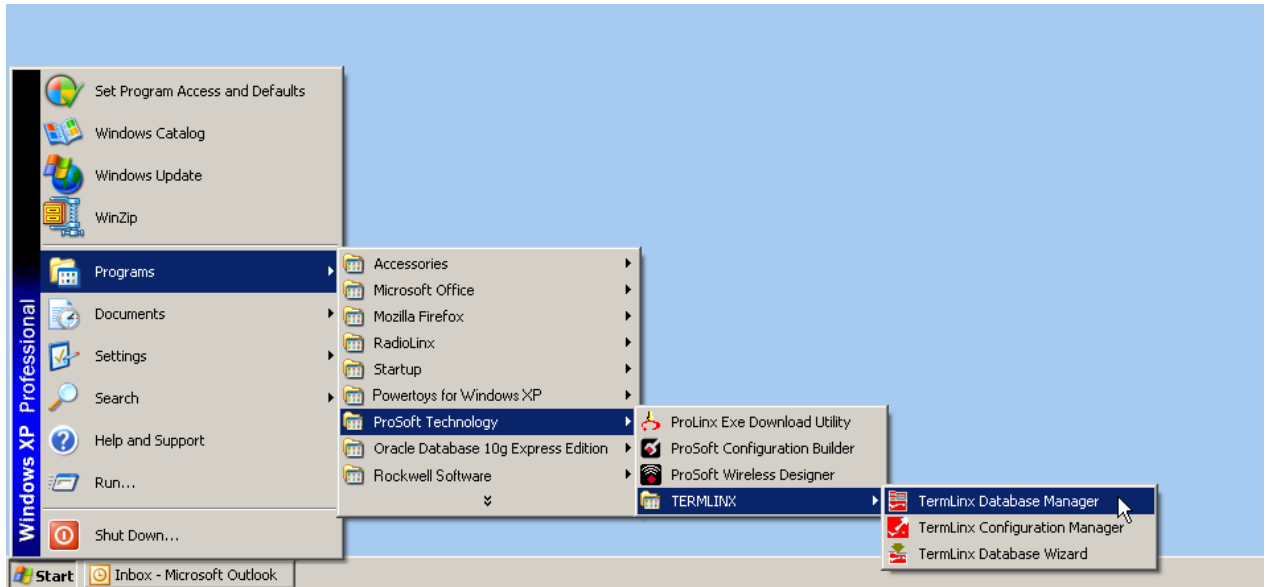 Set Program Access and Defaults
Windows Catalog
Windows Update
WinZip
Programs
Documents
Settings
Search
Help and Support
Run...
Shut Down...
Windows XP Professional
Accessories
Microsoft Office
Mozilla Firefox
RadioLinx
Startup
Powertoys for Windows XP
ProSoft Technology
Oracle Database 10g Express Edition
Rockwell Software
ProLinx Exe Download Utility
ProSoft Configuration Builder
ProSoft Wireless Designer
TERMLINX
TermLinx Database Manager
TermLinx Configuration Manager
TermLinx Database Wizard
Start
Inbox - Microsoft Outlook